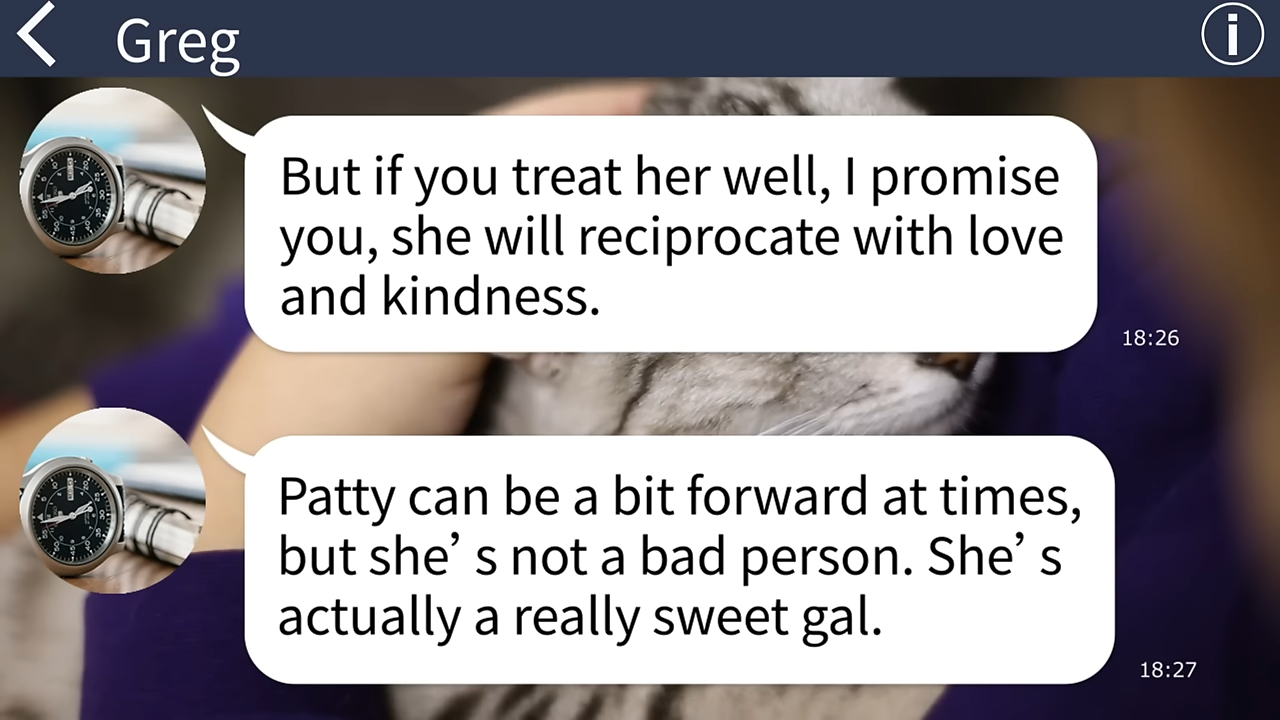 Greg
But if you treat her well, I promise
you, she will reciprocate with love
and kindness.
18:26
Patty can be a bit forward at times,
but she’s not a bad person. She’s
actually a really sweet gal.
18:27